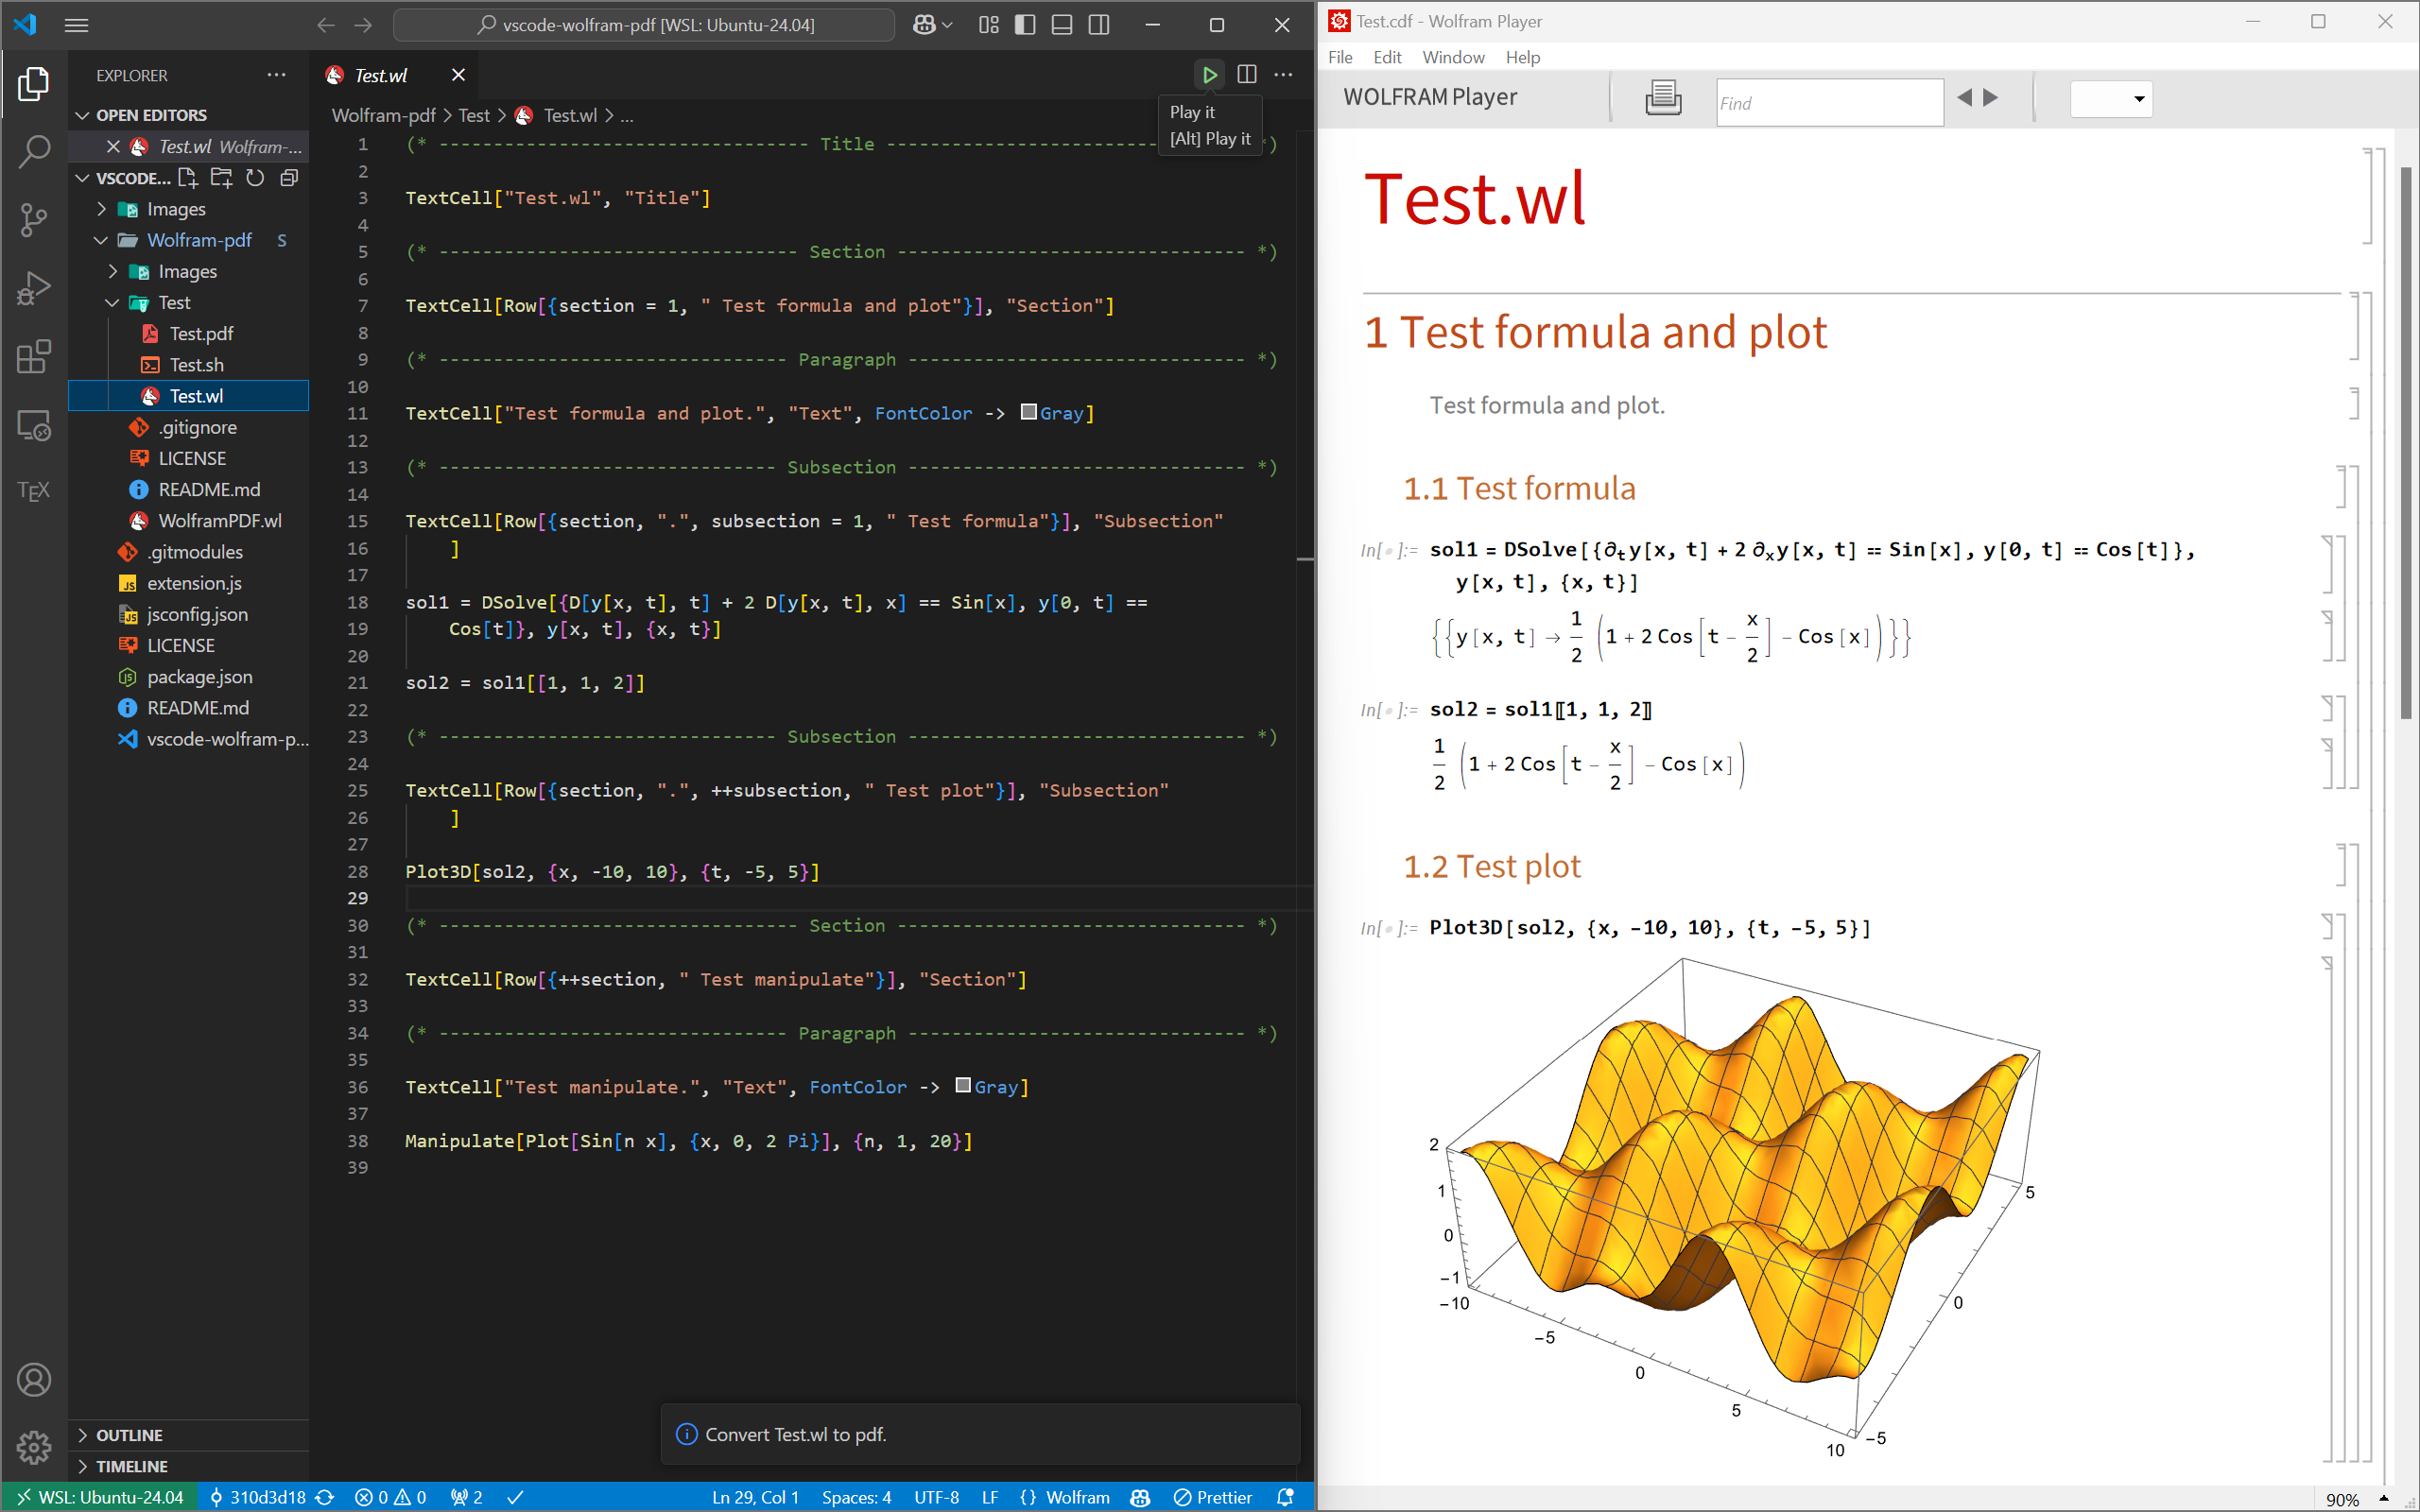 vscode-wolfram-pdf [WSL: Ubuntu-24.04]
EXPLORER
OPEN EDITORS
Test.wl Wolfram-...
VSCODE...
Images
Wolfram-pdf S
Images
Test
Test.pdf
Test.sh
Test.wl
.gitignore
LICENSE
README.md
WolframPDF.wl
.gitmodules
extension.js
jsconfig.json
LICENSE
package.json
README.md
vscode-wolfram-p...
OUTLINE
TIMELINE
TEX
Test.wl
Play it
[Alt] Play it
Wolfram-pdf > Test > Test.wl > ...
1 (* ---------------------------------- Title ------------------------- *)
2
3 TextCell["Test.wl", "Title"]
4
5 (* --------------------------------- Section -------------------------------- *)
6
7 TextCell[Row[{section = 1, " Test formula and plot"}], "Section"]
8
9 (* -------------------------------- Paragraph ------------------------------- *)
10
11 TextCell["Test formula and plot.", "Text", FontColor -> Gray]
12
13 (* ------------------------------- Subsection ------------------------------- *)
14
15 TextCell[Row[{section, ".", subsection = 1, " Test formula"}], "Subsection"
16 ]
17
18 sol1 = DSolve[{D[y[x, t], t] + 2 D[y[x, t], x] == Sin[x], y[0, t] ==
19 Cos[t]}, y[x, t], {x, t}]
20
21 sol2 = sol1[[1, 1, 2]]
22
23 (* ------------------------------- Subsection ------------------------------- *)
24
25 TextCell[Row[{section, ".", ++subsection, " Test plot"}], "Subsection"
26 ]
27
28 Plot3D[sol2, {x, -10, 10}, {t, -5, 5}]
29
30 (* --------------------------------- Section -------------------------------- *)
31
32 TextCell[Row[{++section, " Test manipulate"}], "Section"]
33
34 (* -------------------------------- Paragraph ------------------------------- *)
35
36 TextCell["Test manipulate.", "Text", FontColor -> Gray]
37
38 Manipulate[Plot[Sin[n x], {x, 0, 2 Pi}], {n, 1, 20}]
39
Convert Test.wl to pdf.
WSL: Ubuntu-24.04 310d3d18 0 0 2 Ln 29, Col 1 Spaces: 4 UTF-8 LF {} Wolfram Prettier
Test.cdf - Wolfram Player
File Edit Window Help
WOLFRAM Player Find
Test.wl
1 Test formula and plot
Test formula and plot.
1.1 Test formula
In[•]:= sol1 = DSolve[{∂ₜy[x, t] + 2 ∂ₓy[x, t] == Sin[x], y[0, t] == Cos[t]},
y[x, t], {x, t}]
{{y[x, t] → 1/2 (1 + 2 Cos[t - x/2] - Cos[x])}}
In[•]:= sol2 = sol1⟦1, 1, 2⟧
1/2 (1 + 2 Cos[t - x/2] - Cos[x])
1.2 Test plot
In[•]:= Plot3D[sol2, {x, -10, 10}, {t, -5, 5}]
2
1
0
-1
-10
-5
0
5
10
-5
0
5
90%